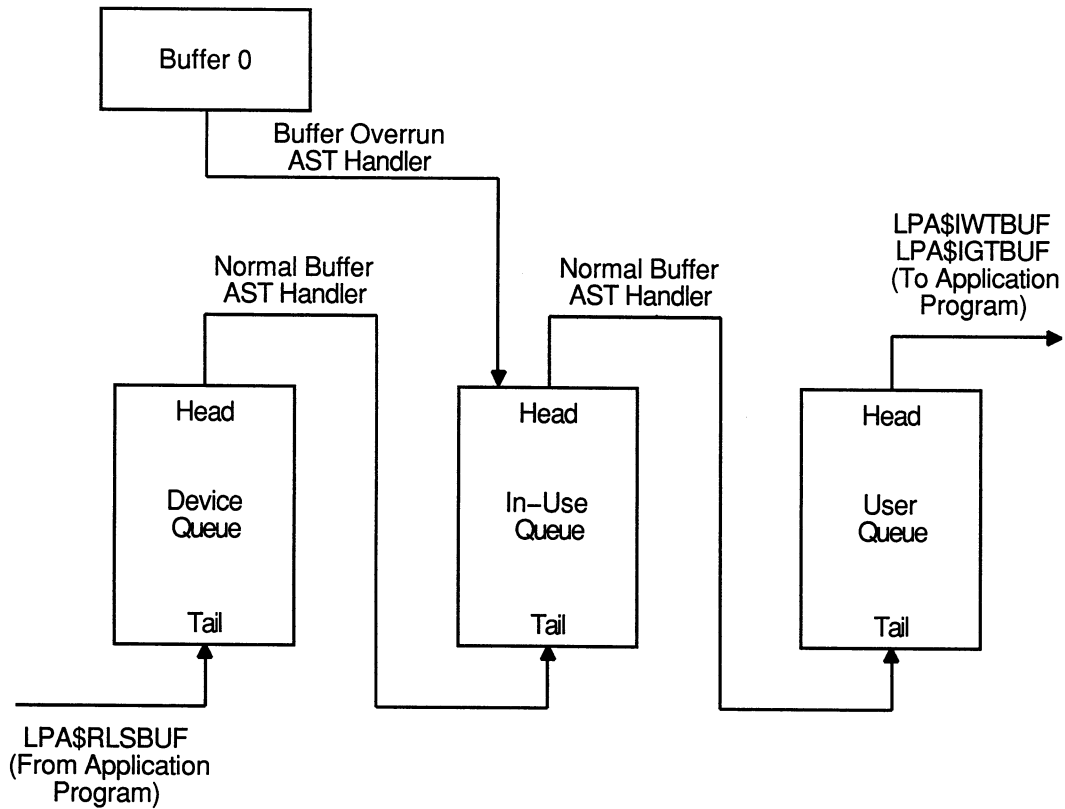 Buffer 0
Buffer Overrun
AST Handler
LPA$IWTBUF
LPA$IGTBUF
(To Application
Program)
Normal Buffer
AST Handler
Normal Buffer
AST Handler
Head
Device
Queue
Tail
Head
In–Use
Queue
Tail
Head
User
Queue
Tail
LPA$RLSBUF
(From Application
Program)